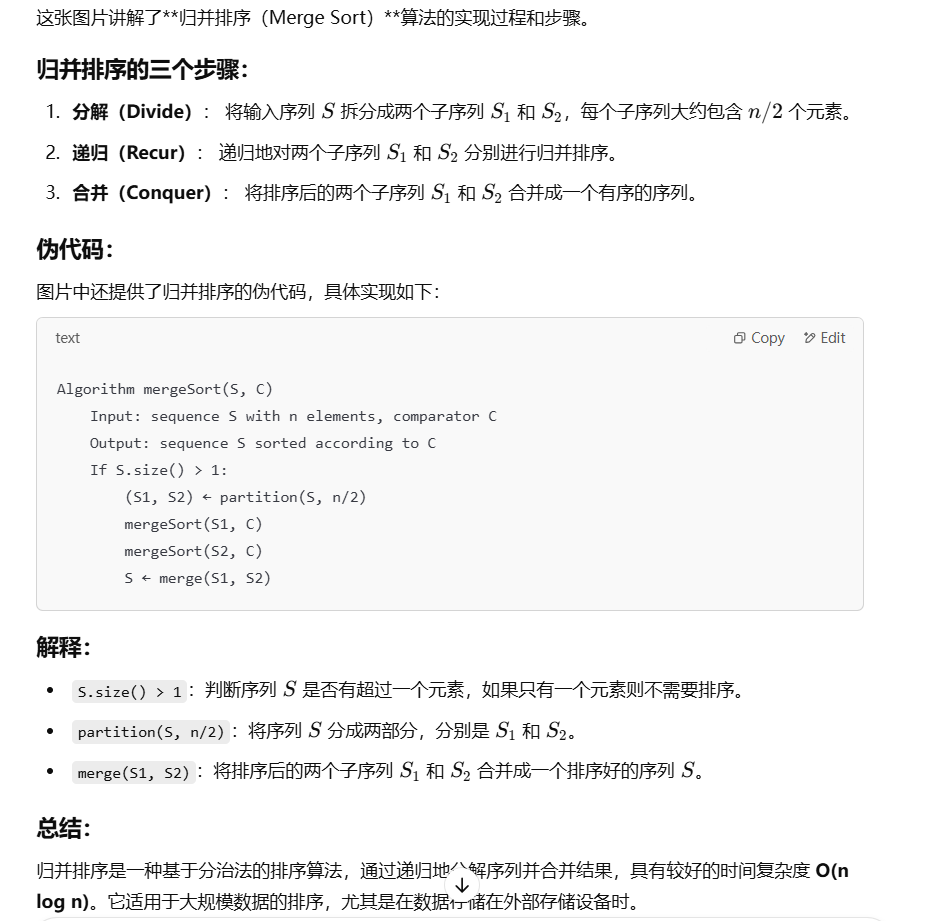 这张图片讲解了**归并排序（Merge Sort）**算法的实现过程和步骤。
归并排序的三个步骤：
1. 分解（Divide）： 将输入序列 S 拆分成两个子序列 S₁ 和 S₂，每个子序列大约包含 n/2 个元素。
2. 递归（Recur）： 递归地对两个子序列 S₁ 和 S₂ 分别进行归并排序。
3. 合并（Conquer）： 将排序后的两个子序列 S₁ 和 S₂ 合并成一个有序的序列。
伪代码：
图片中还提供了归并排序的伪代码，具体实现如下：
text Copy Edit
Algorithm mergeSort(S, C)
    Input: sequence S with n elements, comparator C
    Output: sequence S sorted according to C
    If S.size() > 1:
        (S1, S2) ← partition(S, n/2)
        mergeSort(S1, C)
        mergeSort(S2, C)
        S ← merge(S1, S2)
解释：
• S.size() > 1：判断序列 S 是否有超过一个元素，如果只有一个元素则不需要排序。
• partition(S, n/2)：将序列 S 分成两部分，分别是 S₁ 和 S₂。
• merge(S1, S2)：将排序后的两个子序列 S₁ 和 S₂ 合并成一个排序好的序列 S。
总结：
归并排序是一种基于分治法的排序算法，通过递归地分解序列并合并结果，具有较好的时间复杂度 O(n
log n)。它适用于大规模数据的排序，尤其是在数据存储在外部存储设备时。